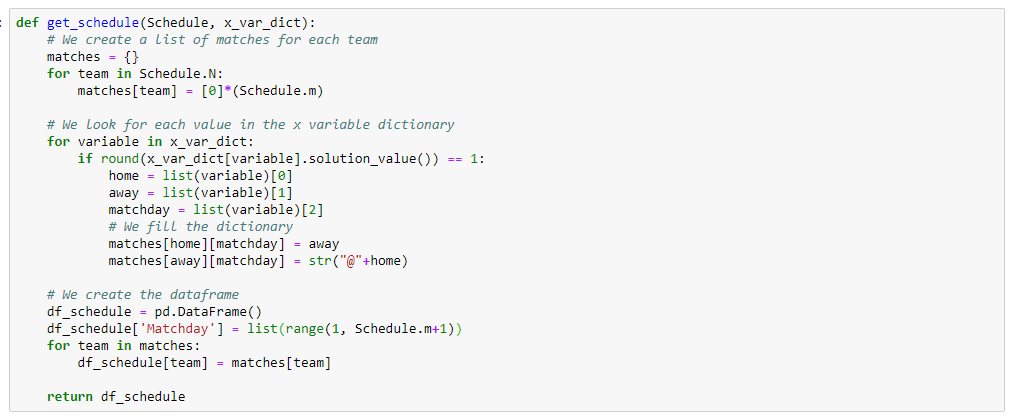 def get_schedule(Schedule, x_var_dict):
    # We create a list of matches for each team
    matches = {}
    for team in Schedule.N:
        matches[team] = [0]*(Schedule.m)

    # We look for each value in the x variable dictionary
    for variable in x_var_dict:
        if round(x_var_dict[variable].solution_value()) == 1:
            home = list(variable)[0]
            away = list(variable)[1]
            matchday = list(variable)[2]
            # We fill the dictionary
            matches[home][matchday] = away
            matches[away][matchday] = str("@"+home)

    # We create the dataframe
    df_schedule = pd.DataFrame()
    df_schedule['Matchday'] = list(range(1, Schedule.m+1))
    for team in matches:
        df_schedule[team] = matches[team]

    return df_schedule